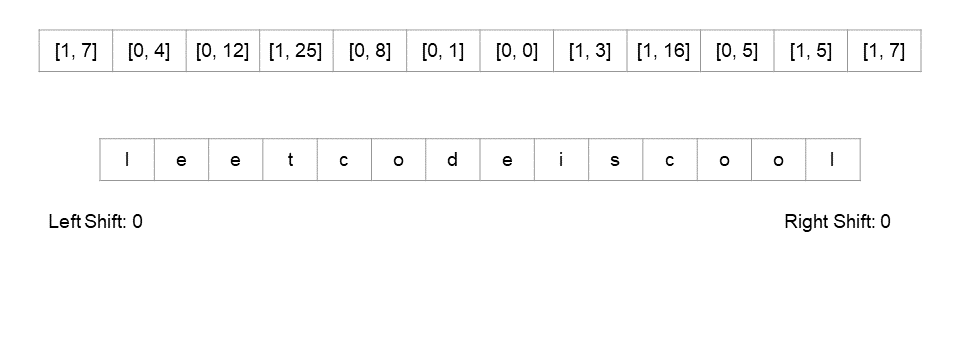 [1, 7] [0, 4] [0, 12] [1, 25] [0, 8] [0, 1] [0, 0] [1, 3] [1, 16] [0, 5] [1, 5] [1, 7]
l e e t c o d e i s c o o l
Left Shift: 0 Right Shift: 0